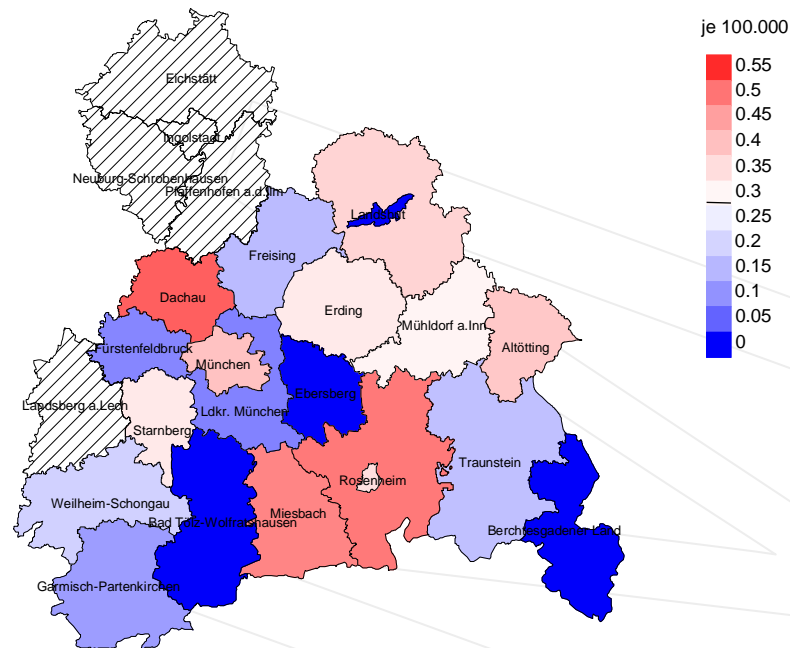 je 100.000
0.55
0.5
0.45
0.4
0.35
0.3
0.25
0.2
0.15
0.1
0.05
0
Eichstätt
Ingolstadt
Neuburg-Schrobenhausen
Pfaffenhofen a.d.Ilm
Landshut
Freising
Dachau
Erding
Mühldorf a.Inn
Altötting
Fürstenfeldbruck
München
Ebersberg
Landsberg a.Lech
Ldkr. München
Starnberg
Traunstein
Rosenheim
Weilheim-Schongau
Miesbach
Bad Tölz-Wolfratshausen
Berchtesgadener Land
Garmisch-Partenkirchen